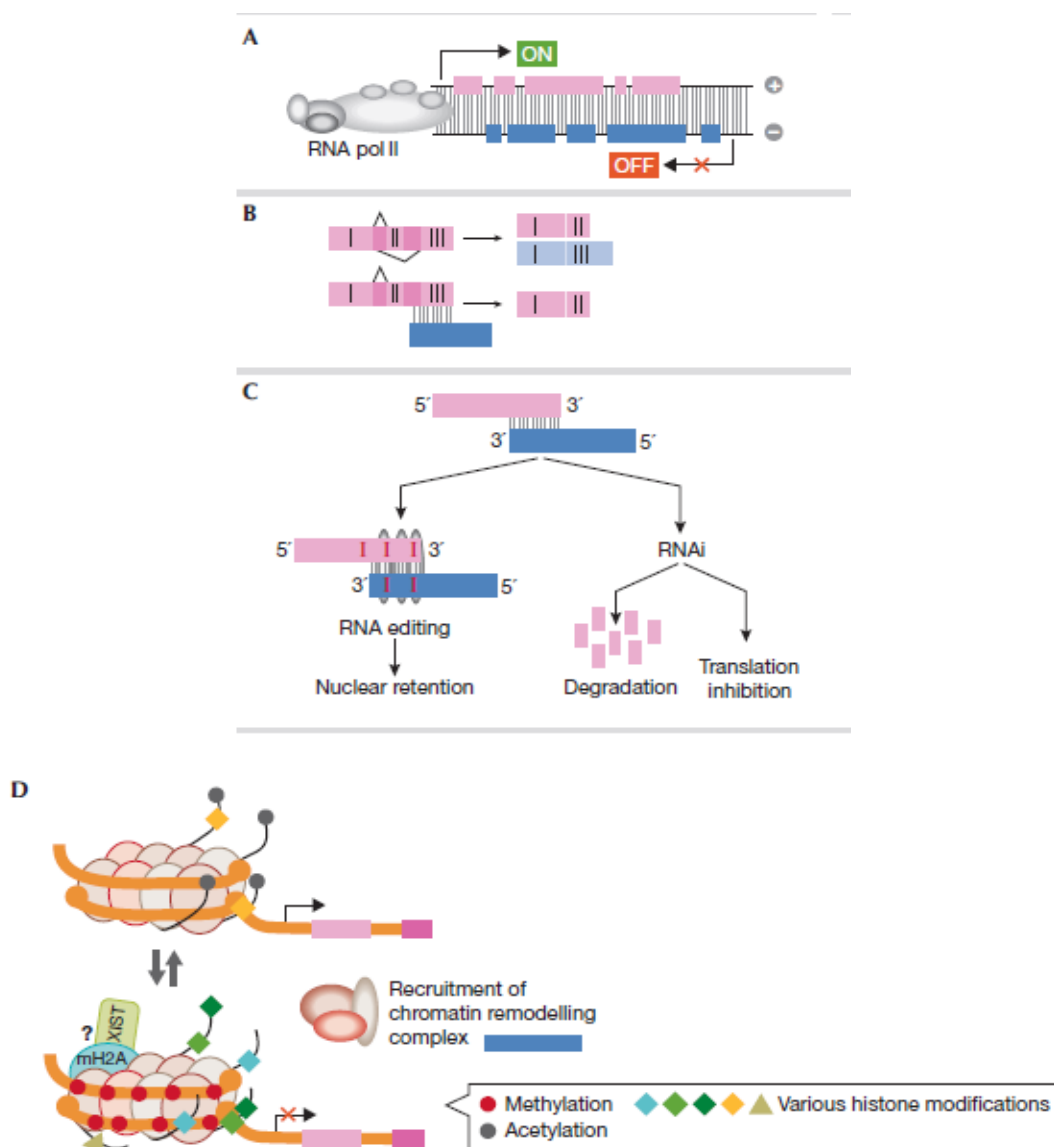 A
ON
+
RNA pol II
−
OFF
B
I II III
I II
I III
I II III
I II
C
5′ 3′
3′ 5′
5′ I I I 3′
3′ I I 5′
RNAi
RNA editing
Nuclear retention
Degradation
Translation
inhibition
D
Recruitment of
chromatin remodelling
complex
XIST
?
mH2A
Methylation
Various histone modifications
Acetylation